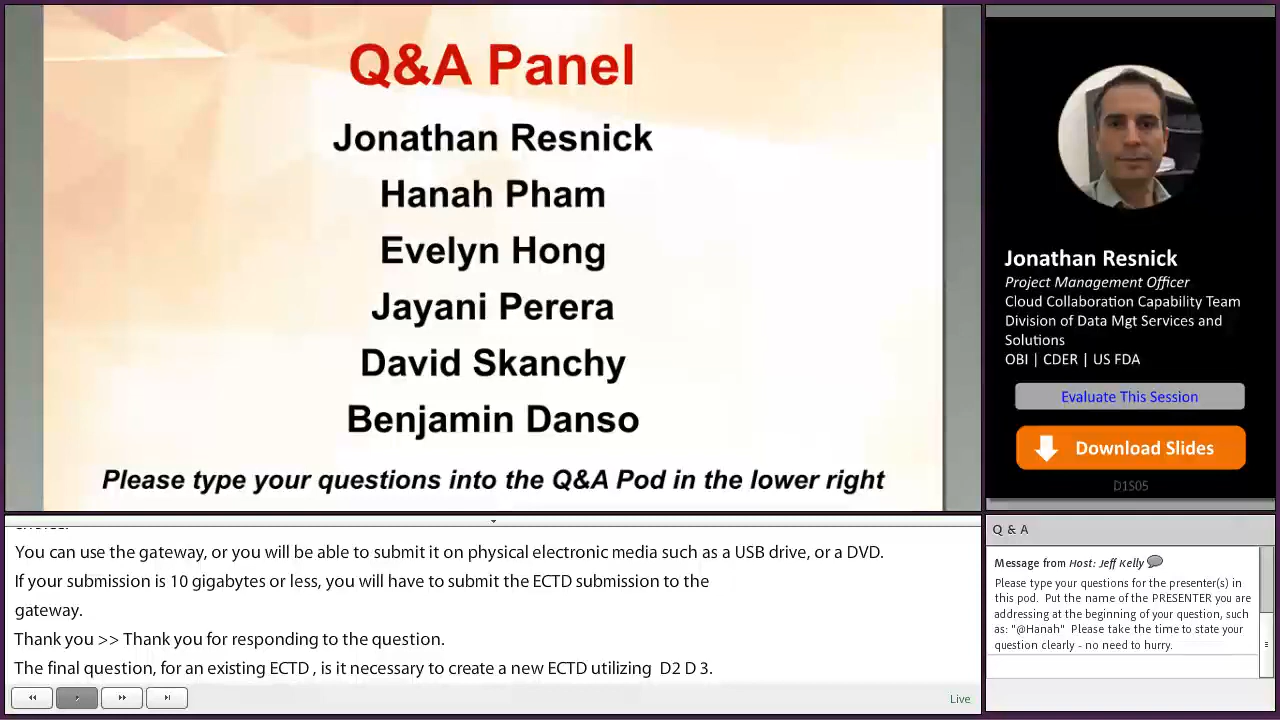 Q&A Panel
Jonathan Resnick
Hanah Pham
Evelyn Hong
Jayani Perera
David Skanchy
Benjamin Danso
Please type your questions into the Q&A Pod in the lower right
Jonathan Resnick
Project Management Officer
Cloud Collaboration Capability Team
Division of Data Mgt Services and
Solutions
OBI | CDER | US FDA
Evaluate This Session
Download Slides
D1S05
You can use the gateway, or you will be able to submit it on physical electronic media such as a USB drive, or a DVD.
If your submission is 10 gigabytes or less, you will have to submit the ECTD submission to the
gateway.
Thank you >> Thank you for responding to the question.
The final question, for an existing ECTD , is it necessary to create a new ECTD utilizing D2 D 3.
Live
Q & A
Message from Host: Jeff Kelly
Please type your questions for the presenter(s) in
this pod. Put the name of the PRESENTER you are
addressing at the beginning of your question, such
as: "@Hanah" Please take the time to state your
question clearly - no need to hurry.